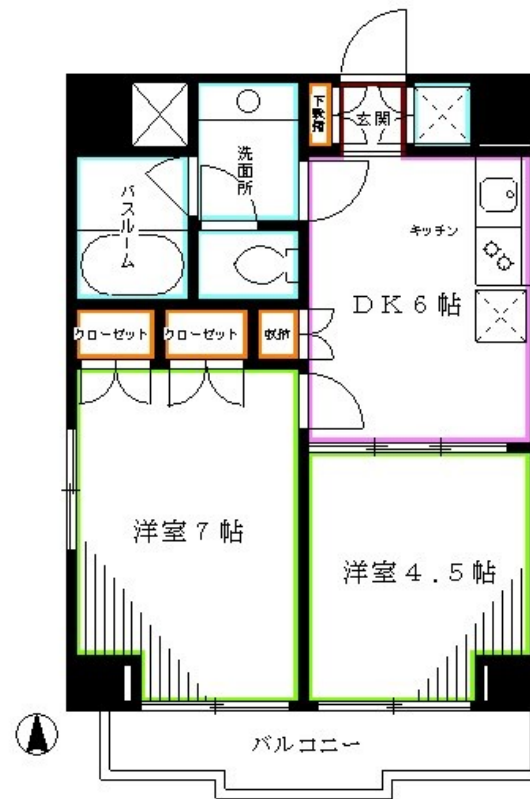 下駄箱
玄関
洗面所
バスルーム
キッチン
DK6帖
クローゼット
クローゼット
収納
洋室7帖
洋室4.5帖
バルコニー